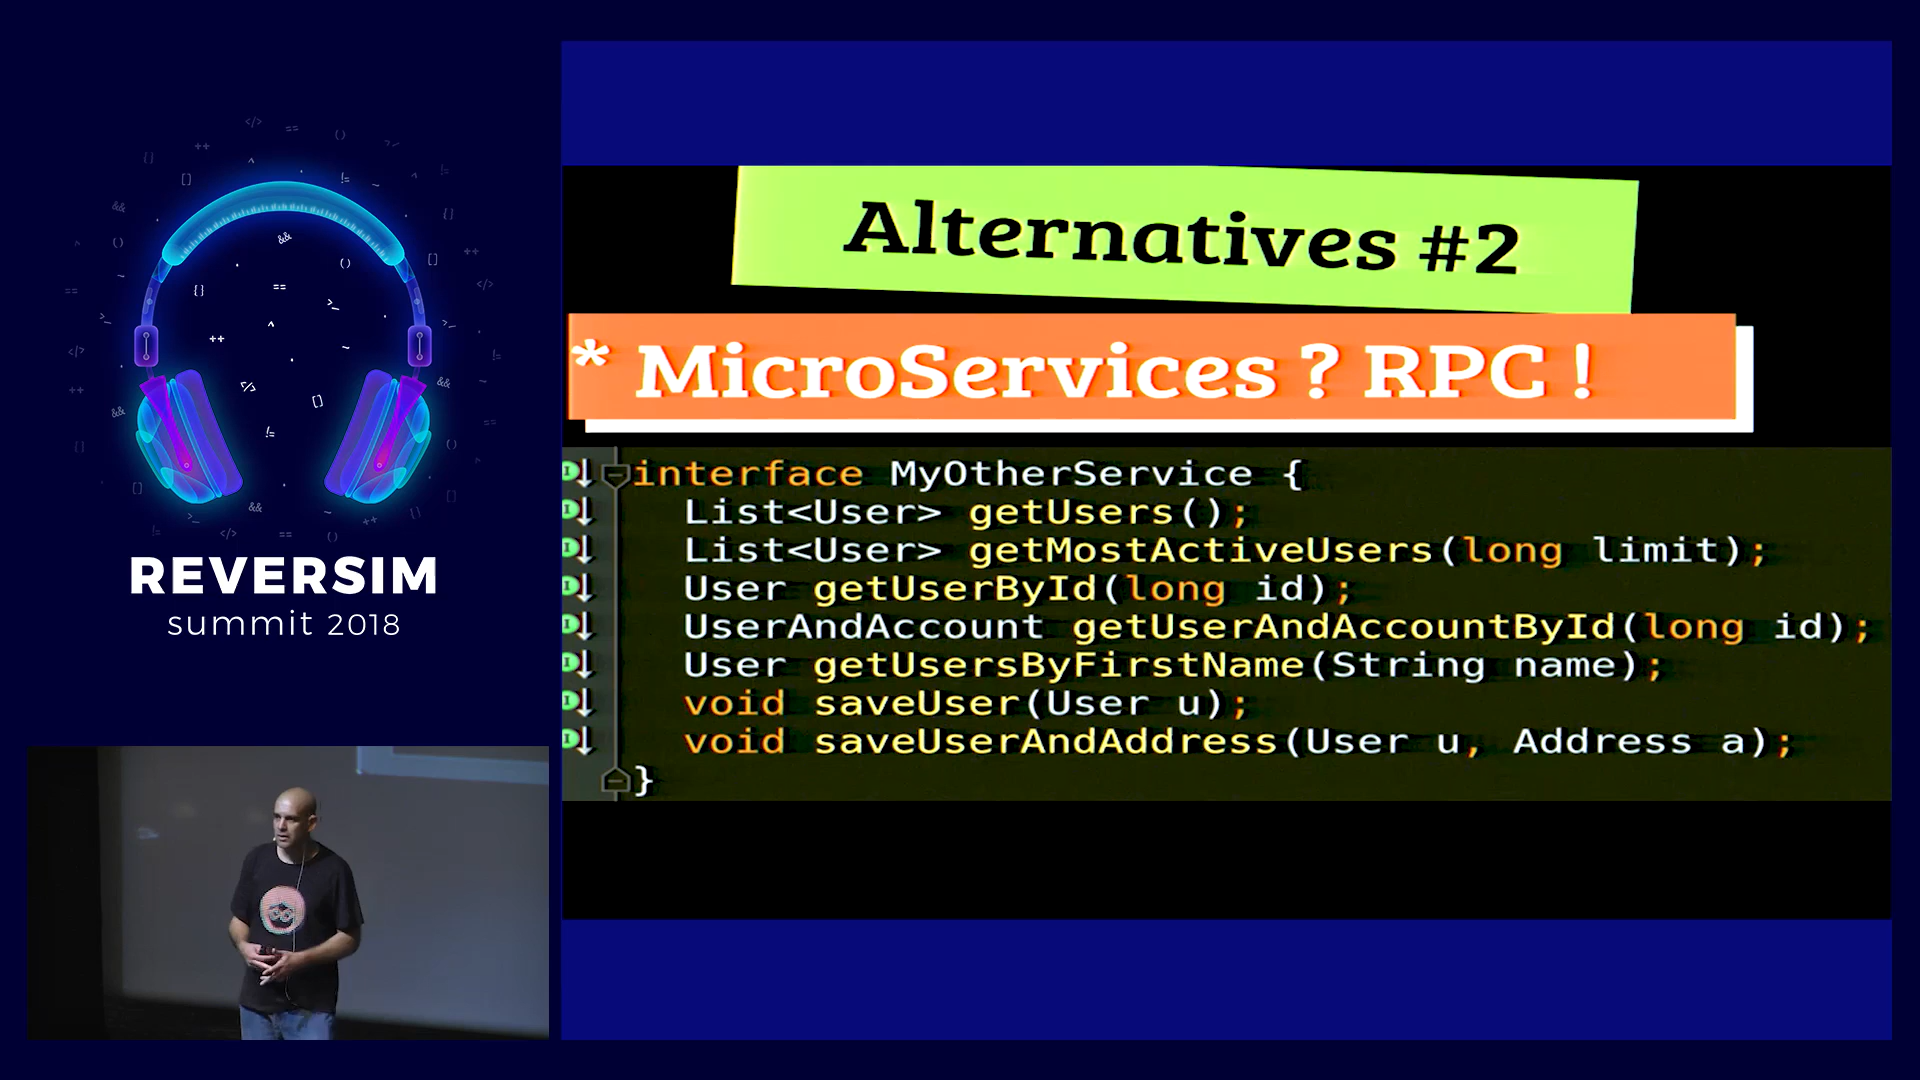 REVERSIM
summit 2018
Alternatives #2
* MicroServices ? RPC !
interface MyOtherService {
List<User> getUsers();
List<User> getMostActiveUsers(long limit);
User getUserById(long id);
UserAndAccount getUserAndAccountById(long id);
User getUsersByFirstName(String name);
void saveUser(User u);
void saveUserAndAddress(User u, Address a);
}